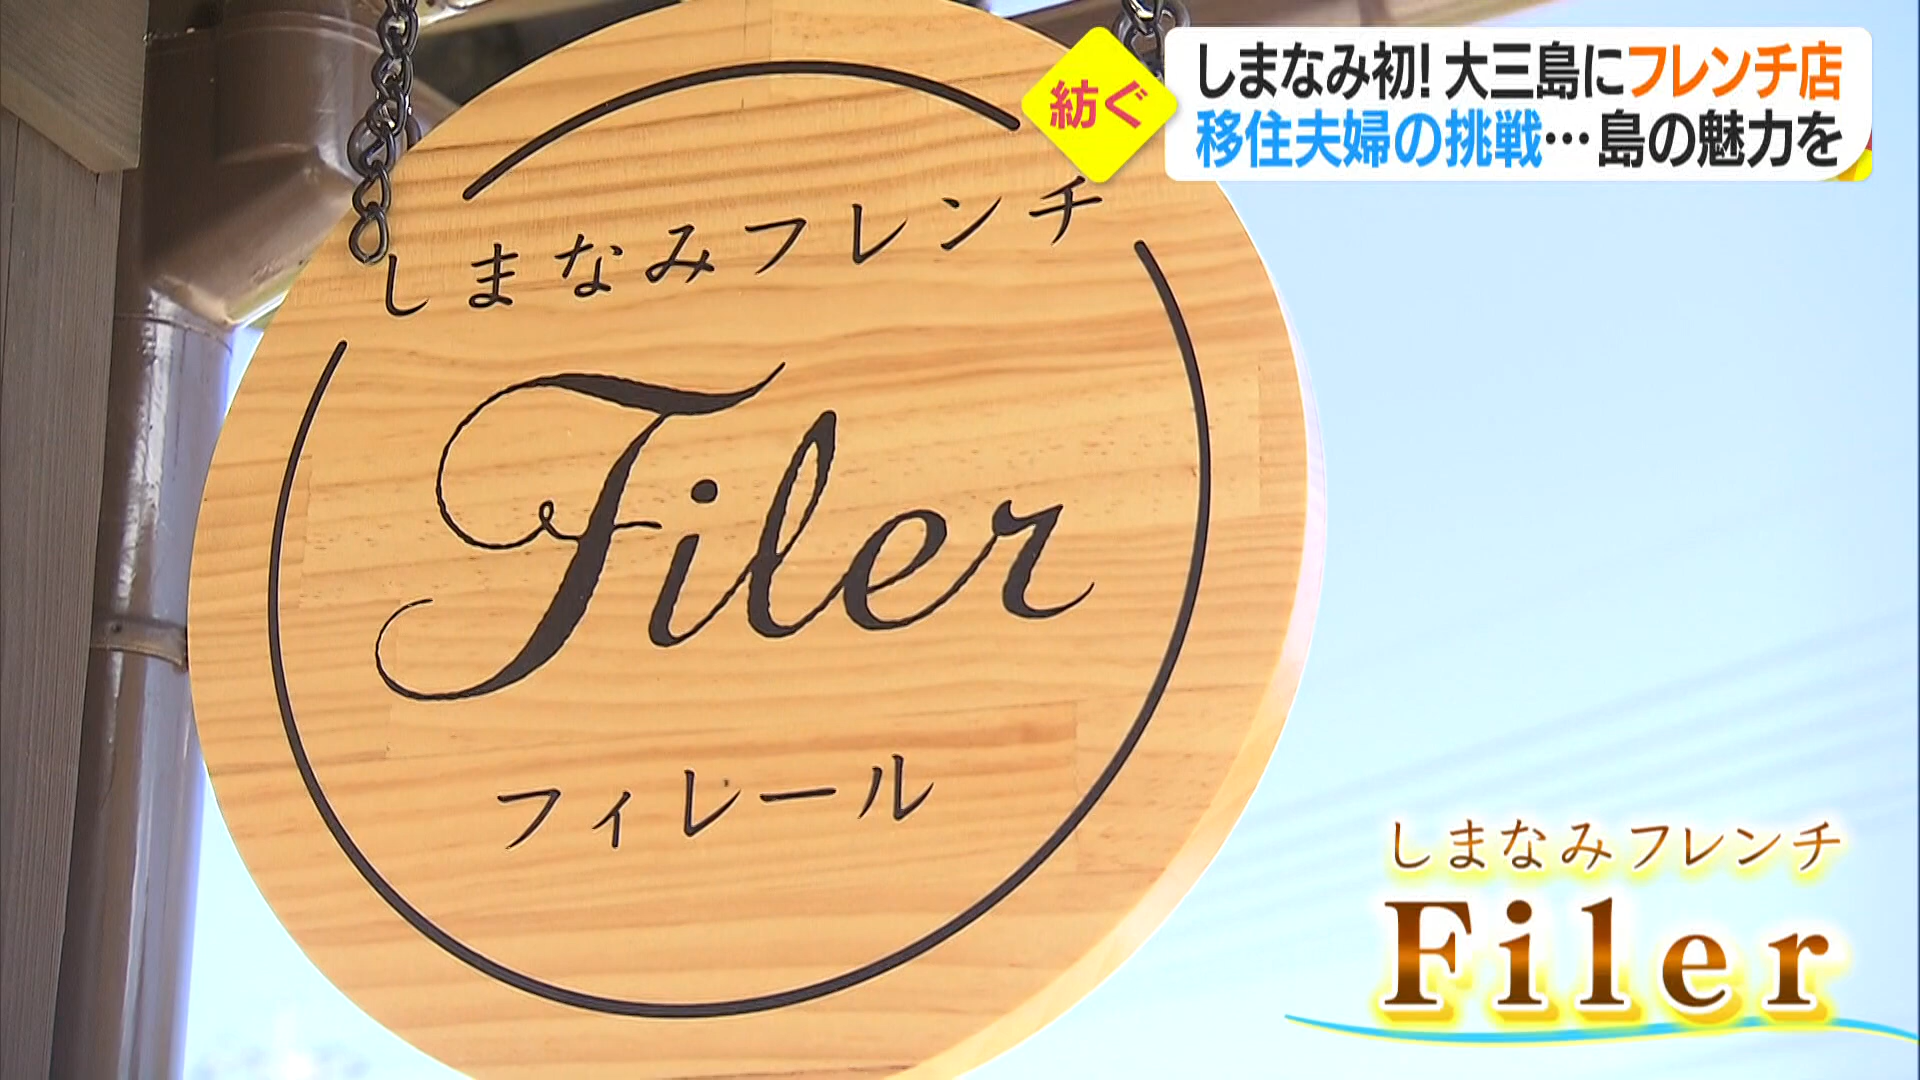 紡ぐ
しまなみ初!大三島にフレンチ店
移住夫婦の挑戦…島の魅力を
しまなみフレンチ
Filer
フィレール
しまなみフレンチ
Filer